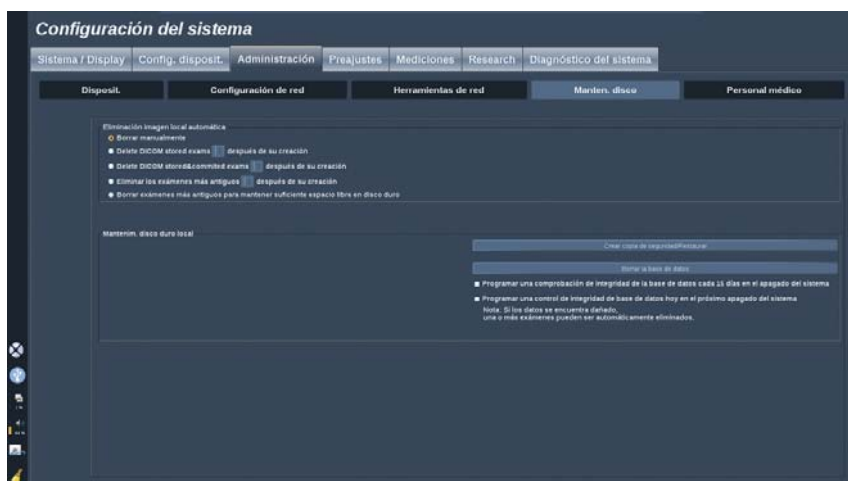 Configuración del sistema
Sistema / Display Config. disposit. Administración Preajustes Mediciones Research Diagnóstico del sistema
Disposit. Configuración de red Herramientas de red Manten. disco Personal médico
Eliminación imagen local automática
Borrar manualmente
Delete DICOM stored exams después de su creación
Delete DICOM stored&commited exams después de su creación
Eliminar los exámenes más antiguos después de su creación
Borrar exámenes más antiguos para mantener suficiente espacio libre en disco duro
Mantenim. disco duro local
Crear copia de seguridad/Restaurar
Borrar la base de datos
Programar una comprobación de integridad de la base de datos cada 15 días en el apagado del sistema
Programar una control de integridad de base de datos hoy en el próximo apagado del sistema
Nota: Si los datos se encuentra dañado,
una o más exámenes pueden ser automáticamente eliminados.